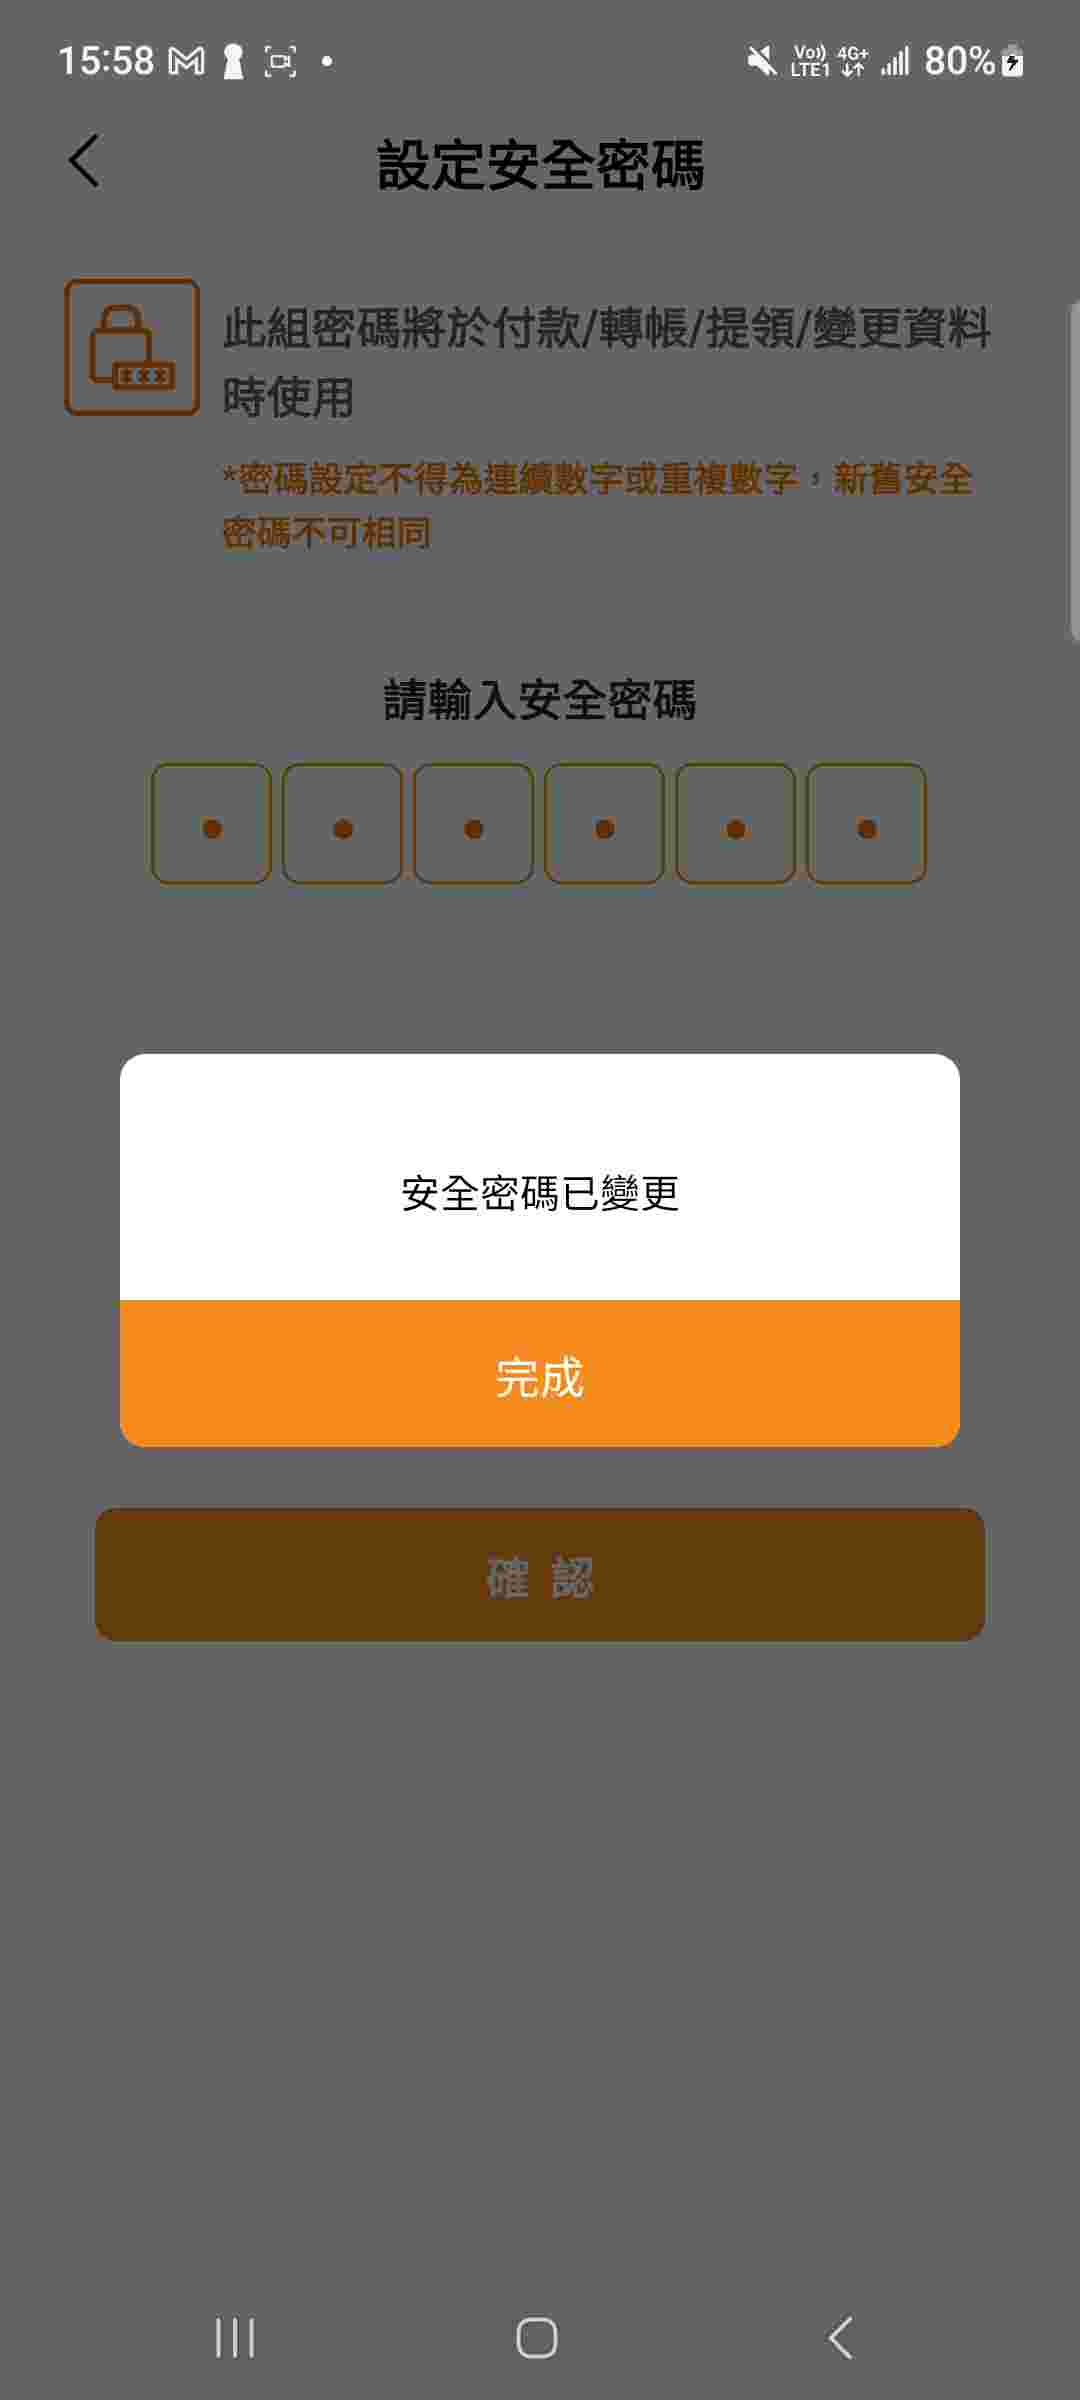 15:58
Vo)) LTE1 4G+ 80%
設定安全密碼
此組密碼將於付款/轉帳/提領/變更資料
時使用
*密碼設定不得為連續數字或重複數字，新舊安全
密碼不可相同
請輸入安全密碼
安全密碼已變更
完成
確 認